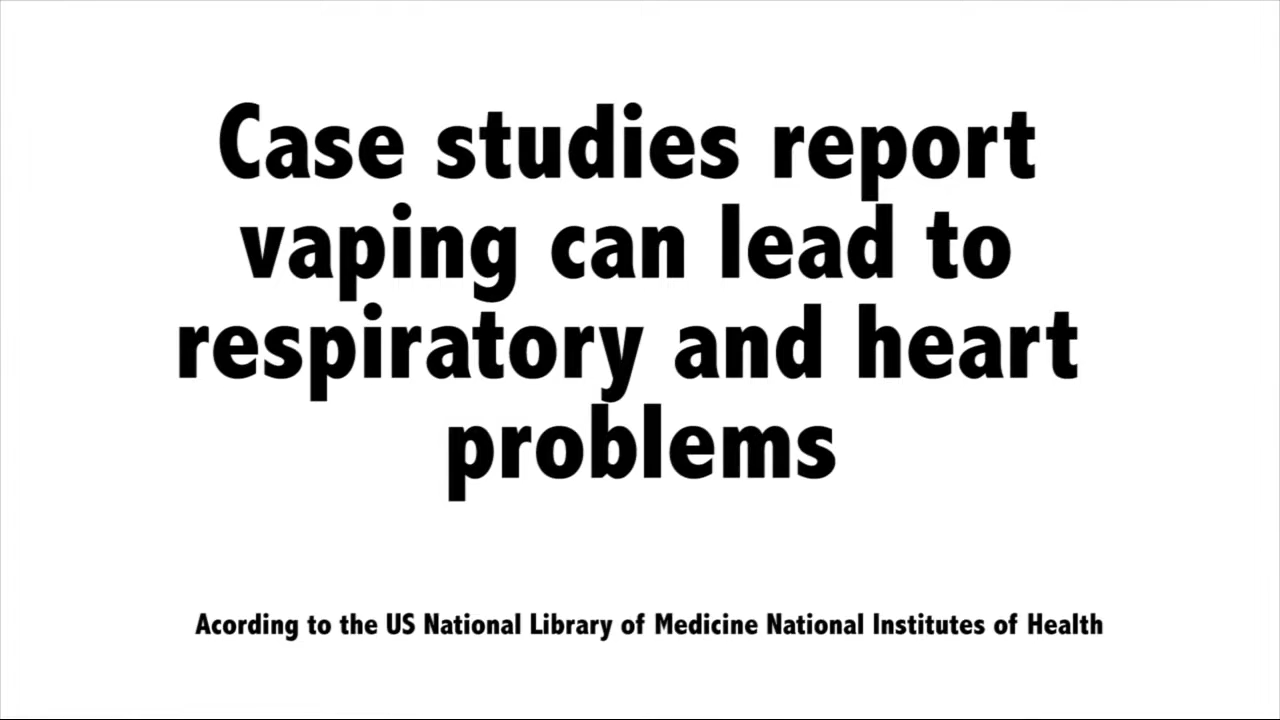 Case studies report
vaping can lead to
respiratory and heart
problems
Acording to the US National Library of Medicine National Institutes of Health